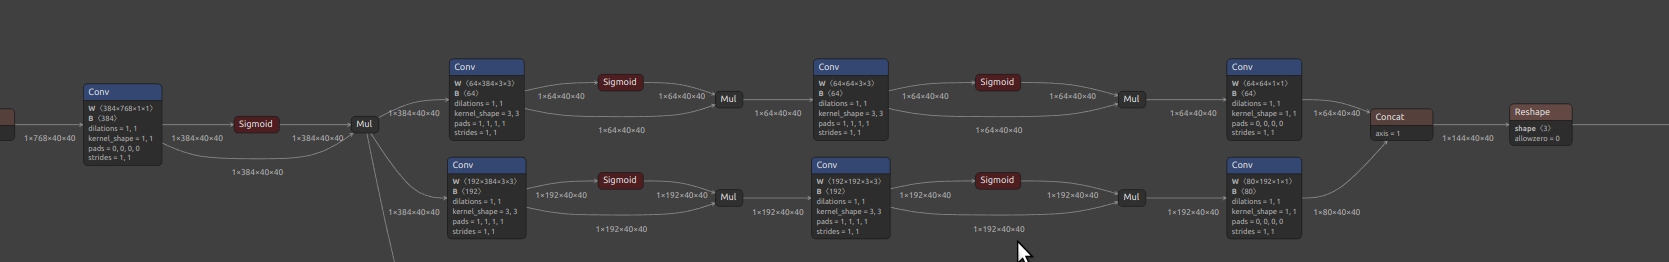 1×768×40×40
Conv
W ⟨384×768×1×1⟩
B ⟨384⟩
dilations = 1, 1
kernel_shape = 1, 1
pads = 0, 0, 0, 0
strides = 1, 1
1×384×40×40
Sigmoid
1×384×40×40
1×384×40×40
Mul
1×384×40×40
Conv
W ⟨64×384×3×3⟩
B ⟨64⟩
dilations = 1, 1
kernel_shape = 3, 3
pads = 1, 1, 1, 1
strides = 1, 1
1×64×40×40
Sigmoid
1×64×40×40
1×64×40×40
Mul
1×64×40×40
Conv
W ⟨64×64×3×3⟩
B ⟨64⟩
dilations = 1, 1
kernel_shape = 3, 3
pads = 1, 1, 1, 1
strides = 1, 1
1×64×40×40
Sigmoid
1×64×40×40
1×64×40×40
Mul
1×64×40×40
Conv
W ⟨64×64×1×1⟩
B ⟨64⟩
dilations = 1, 1
kernel_shape = 1, 1
pads = 0, 0, 0, 0
strides = 1, 1
1×64×40×40
1×384×40×40
Conv
W ⟨192×384×3×3⟩
B ⟨192⟩
dilations = 1, 1
kernel_shape = 3, 3
pads = 1, 1, 1, 1
strides = 1, 1
1×192×40×40
Sigmoid
1×192×40×40
1×192×40×40
Mul
1×192×40×40
Conv
W ⟨192×192×3×3⟩
B ⟨192⟩
dilations = 1, 1
kernel_shape = 3, 3
pads = 1, 1, 1, 1
strides = 1, 1
1×192×40×40
Sigmoid
1×192×40×40
1×192×40×40
Mul
1×192×40×40
Conv
W ⟨80×192×1×1⟩
B ⟨80⟩
dilations = 1, 1
kernel_shape = 1, 1
pads = 0, 0, 0, 0
strides = 1, 1
1×80×40×40
Concat
axis = 1
1×144×40×40
Reshape
shape ⟨3⟩
allowzero = 0